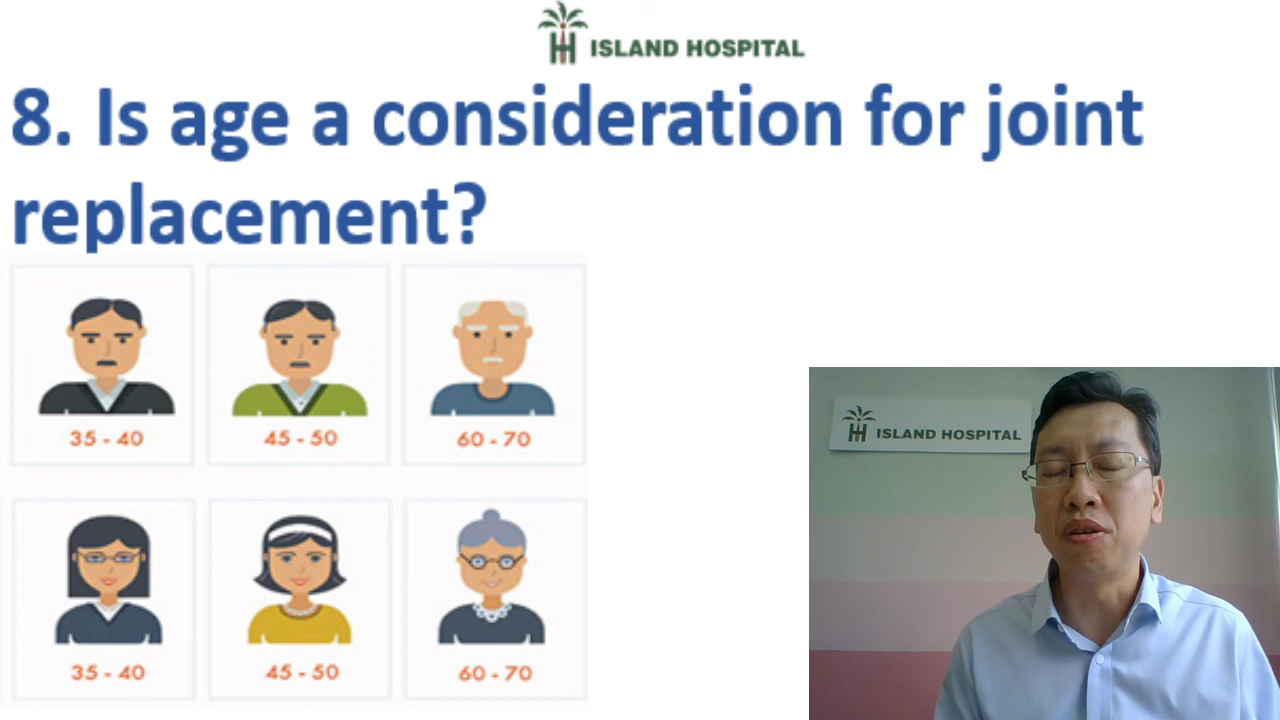 ISLAND HOSPITAL
8. Is age a consideration for joint
replacement?
35 - 40
45 - 50
60 - 70
35 - 40
45 - 50
60 - 70
ISLAND HOSPITAL